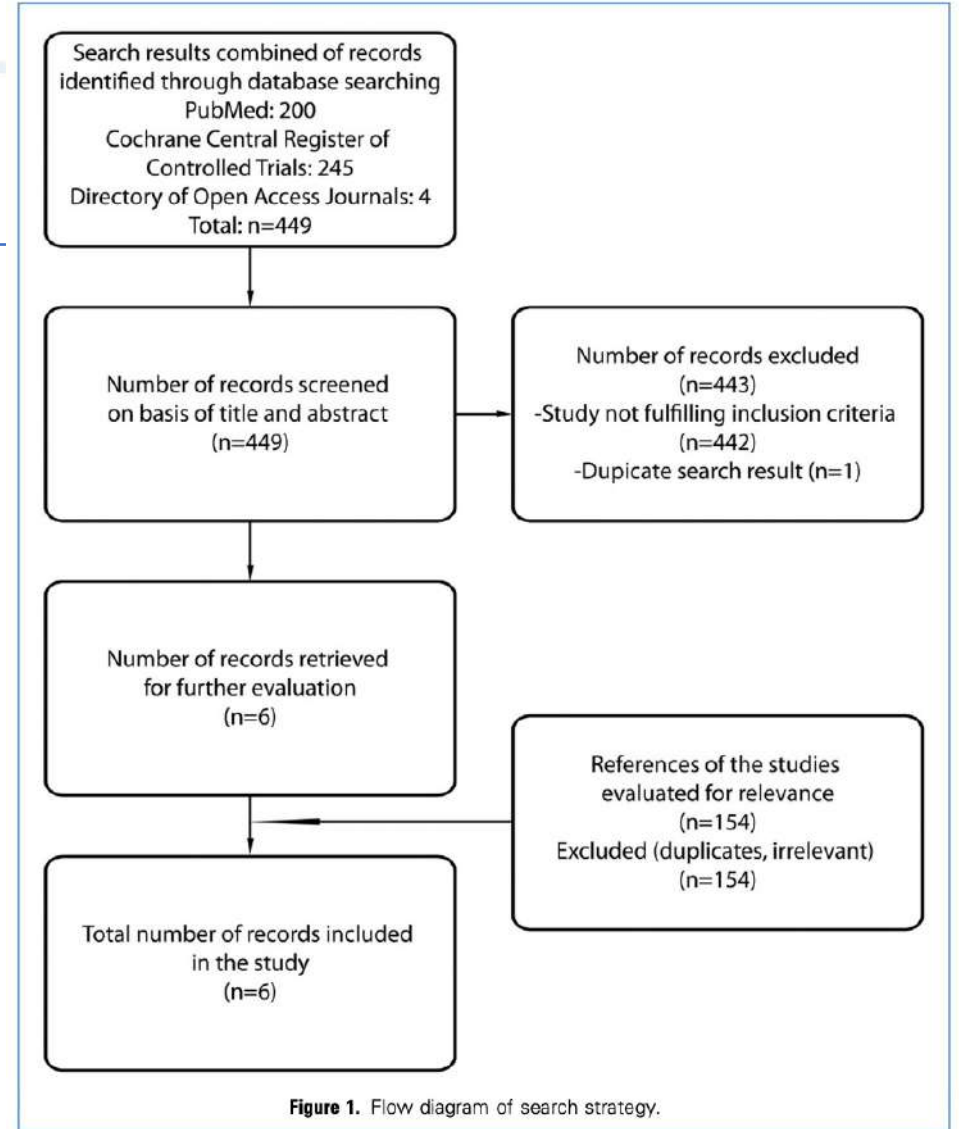 Search results combined of records
identified through database searching
PubMed: 200
Cochrane Central Register of
Controlled Trials: 245
Directory of Open Access Journals: 4
Total: n=449
Number of records screened
on basis of title and abstract
(n=449)
Number of records excluded
(n=443)
-Study not fulfilling inclusion criteria
(n=442)
-Dupicate search result (n=1)
Number of records retrieved
for further evaluation
(n=6)
References of the studies
evaluated for relevance
(n=154)
Excluded (duplicates, irrelevant)
(n=154)
Total number of records included
in the study
(n=6)
Figure 1. Flow diagram of search strategy.